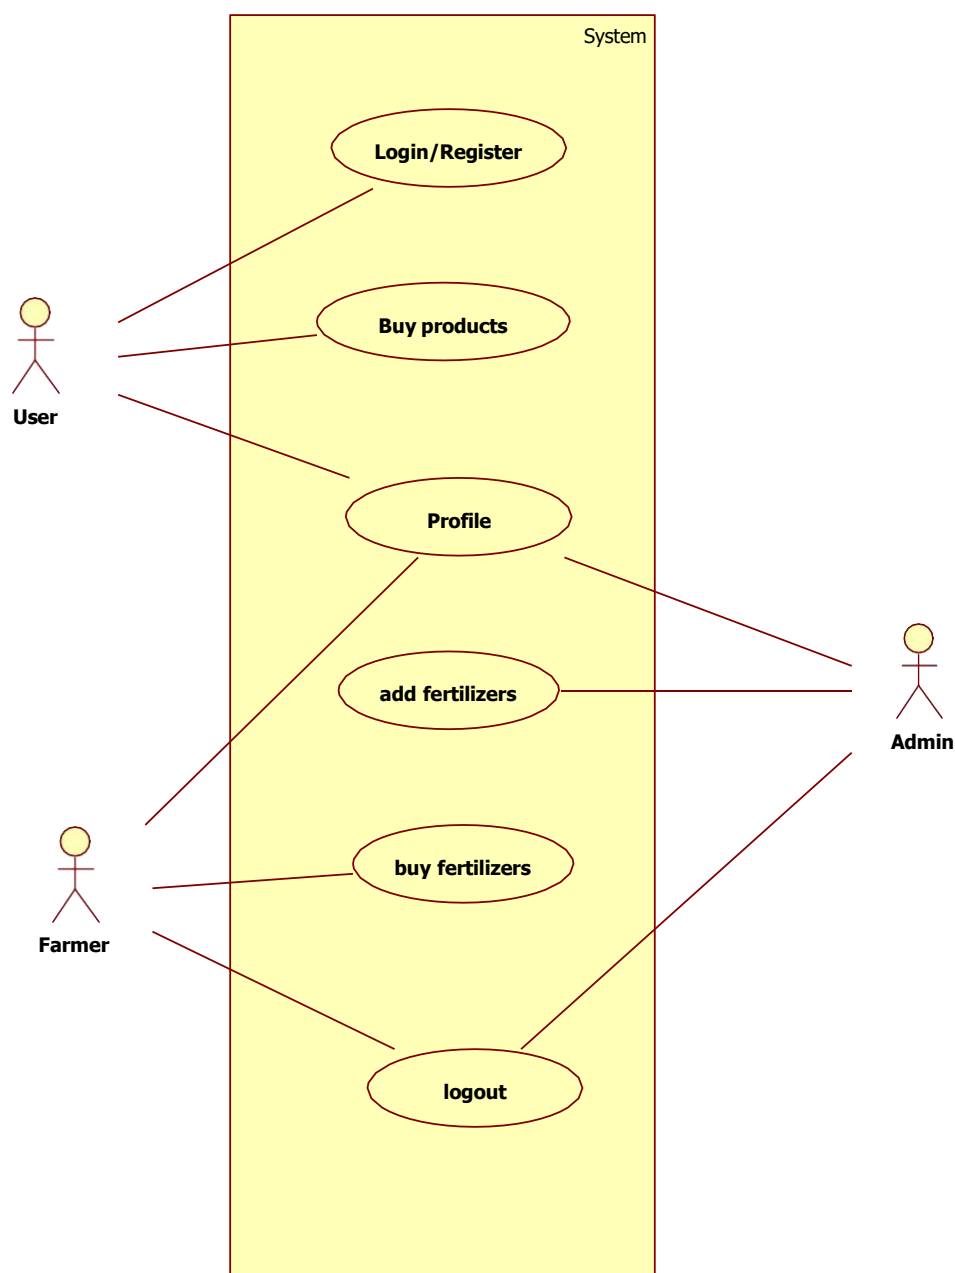 System
Login/Register
Buy products
User
Profile
add fertilizers
Admin
buy fertilizers
Farmer
logout